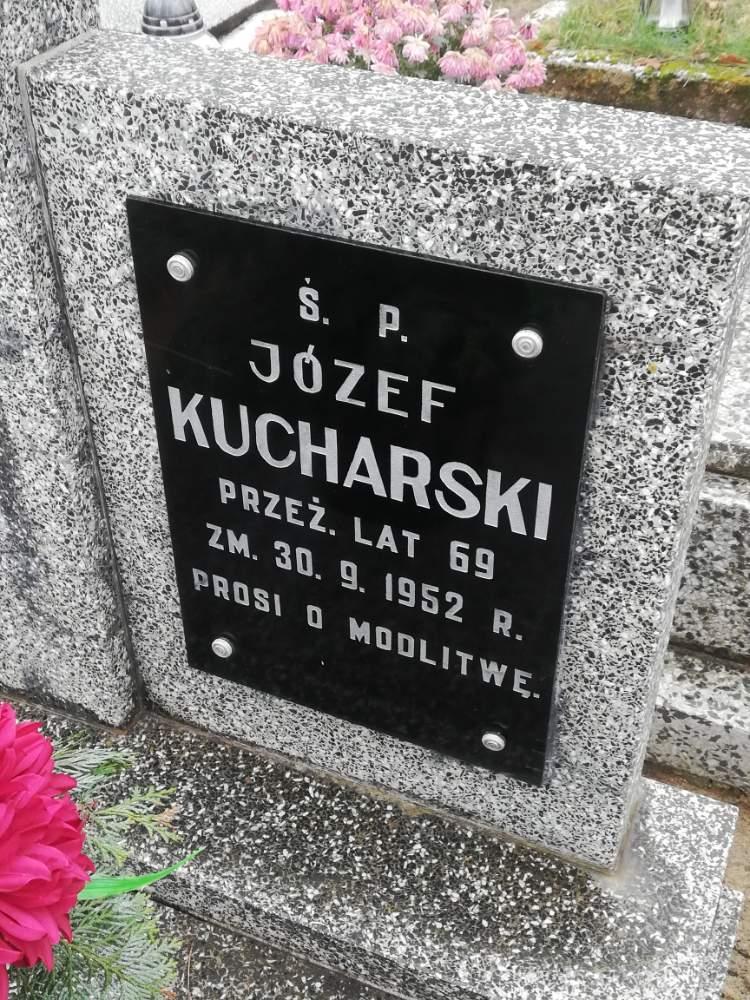 Ś. P.
JÓZEF
KUCHARSKI
PRZEŻ. LAT 69
ZM. 30. 9. 1952 R.
PROSI O MODLITWĘ.